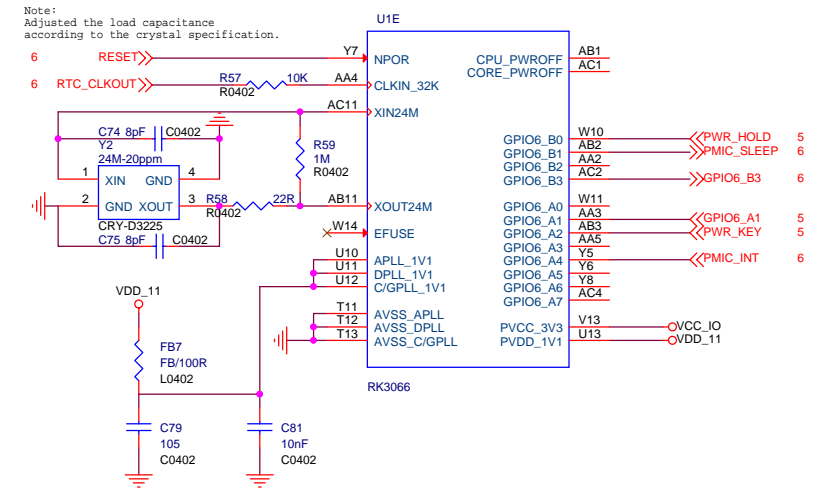 Note:
Adjusted the load capacitance
according to the crystal specification.
U1E
6 RESET Y7 NPOR
CPU_PWROFF AB1
CORE_PWROFF AC1
6 RTC_CLKOUT R57 10K AA4 CLKIN_32K
R0402
AC11 XIN24M
C74 8pF C0402
Y2
24M-20ppm
R59
1M
R0402
1 XIN GND 4
2 GND XOUT 3
R58 22R AB11 XOUT24M
R0402
CRY-D3225
C75 8pF C0402
W14 EFUSE
U10 APLL_1V1
U11 DPLL_1V1
U12 C/GPLL_1V1
T11 AVSS_APLL
T12 AVSS_DPLL
T13 AVSS_C/GPLL
GPIO6_B0 W10 PWR_HOLD 5
GPIO6_B1 AB2 PMIC_SLEEP 6
GPIO6_B2 AA2
GPIO6_B3 AC2 GPIO6_B3 6
GPIO6_A0 W11
GPIO6_A1 AA3 GPIO6_A1 5
GPIO6_A2 AB3 PWR_KEY 5
GPIO6_A3 AA5
GPIO6_A4 Y5 PMIC_INT 6
GPIO6_A5 Y6
GPIO6_A6 Y8
GPIO6_A7 AC4
PVCC_3V3 V13 VCC_IO
PVDD_1V1 U13 VDD_11
RK3066
VDD_11
FB7
FB/100R
L0402
C79
105
C0402
C81
10nF
C0402